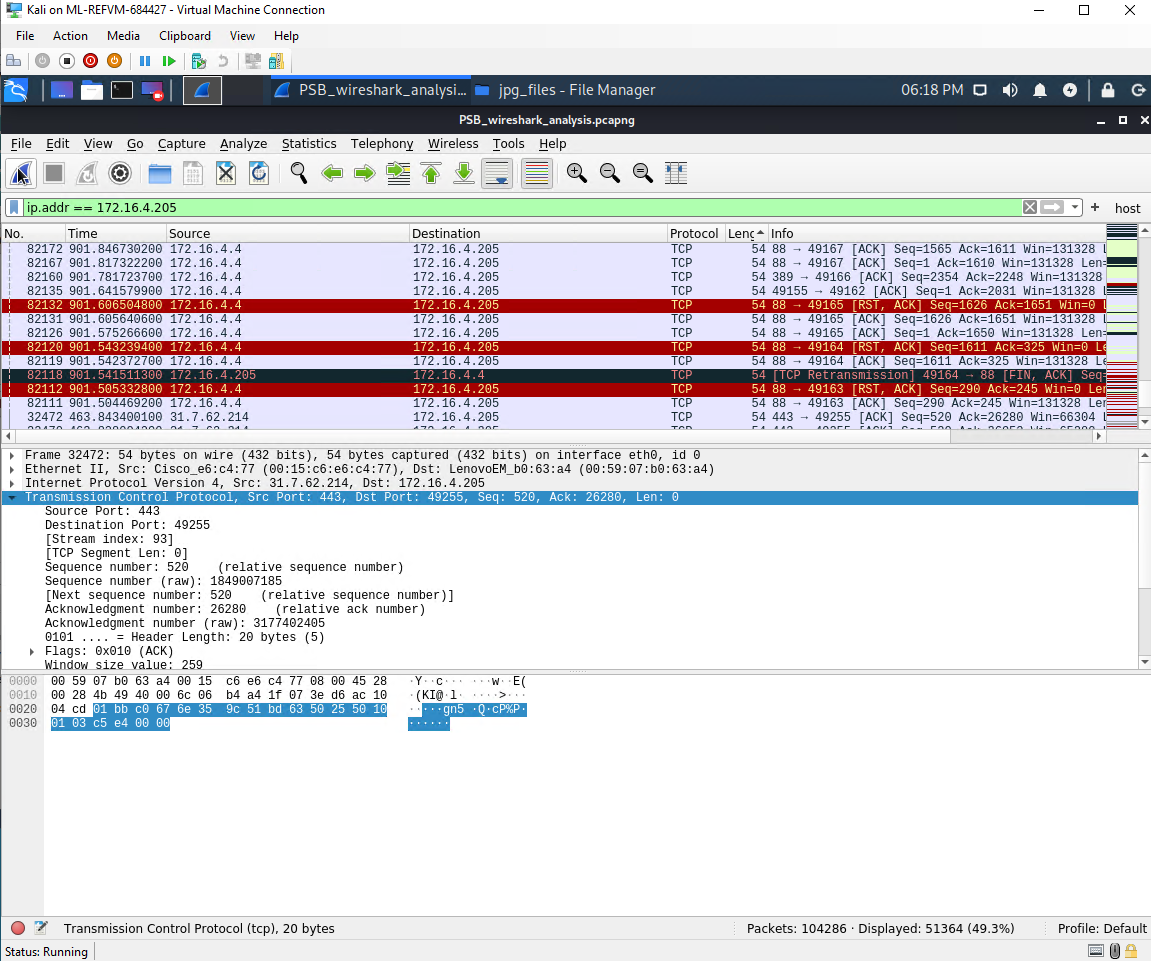 Kali on ML-REFVM-684427 - Virtual Machine Connection
File Action Media Clipboard View Help
PSB_wireshark_analysi... jpg_files - File Manager 06:18 PM
PSB_wireshark_analysis.pcapng
File Edit View Go Capture Analyze Statistics Telephony Wireless Tools Help
ip.addr == 172.16.4.205 + host
No. Time Source Destination Protocol Leng Info
82172 901.846730200 172.16.4.4 172.16.4.205 TCP 54 88 → 49167 [ACK] Seq=1565 Ack=1611 Win=131328 L
82167 901.817322200 172.16.4.4 172.16.4.205 TCP 54 88 → 49167 [ACK] Seq=1 Ack=1610 Win=131328 Len=
82160 901.781723700 172.16.4.4 172.16.4.205 TCP 54 389 → 49166 [ACK] Seq=2354 Ack=2248 Win=131328
82135 901.641579900 172.16.4.4 172.16.4.205 TCP 54 49155 → 49162 [ACK] Seq=1 Ack=2031 Win=131328
82132 901.606504800 172.16.4.4 172.16.4.205 TCP 54 88 → 49165 [RST, ACK] Seq=1626 Ack=1651 Win=0 L
82131 901.605640600 172.16.4.4 172.16.4.205 TCP 54 88 → 49165 [ACK] Seq=1626 Ack=1651 Win=131328 L
82126 901.575266600 172.16.4.4 172.16.4.205 TCP 54 88 → 49165 [ACK] Seq=1 Ack=1650 Win=131328 Len=
82120 901.543239400 172.16.4.4 172.16.4.205 TCP 54 88 → 49164 [RST, ACK] Seq=1611 Ack=325 Win=0 Le
82119 901.542372700 172.16.4.4 172.16.4.205 TCP 54 88 → 49164 [ACK] Seq=1611 Ack=325 Win=131328 Le
82118 901.541511300 172.16.4.205 172.16.4.4 TCP 54 [TCP Retransmission] 49164 → 88 [FIN, ACK] Seq=
82112 901.505332800 172.16.4.4 172.16.4.205 TCP 54 88 → 49163 [RST, ACK] Seq=290 Ack=245 Win=0 Len
82111 901.504469200 172.16.4.4 172.16.4.205 TCP 54 88 → 49163 [ACK] Seq=290 Ack=245 Win=131328 Len
32472 463.843400100 31.7.62.214 172.16.4.205 TCP 54 443 → 49255 [ACK] Seq=520 Ack=26280 Win=66304 L
Frame 32472: 54 bytes on wire (432 bits), 54 bytes captured (432 bits) on interface eth0, id 0
Ethernet II, Src: Cisco_e6:c4:77 (00:15:c6:e6:c4:77), Dst: LenovoEM_b0:63:a4 (00:59:07:b0:63:a4)
Internet Protocol Version 4, Src: 31.7.62.214, Dst: 172.16.4.205
Transmission Control Protocol, Src Port: 443, Dst Port: 49255, Seq: 520, Ack: 26280, Len: 0
Source Port: 443
Destination Port: 49255
[Stream index: 93]
[TCP Segment Len: 0]
Sequence number: 520 (relative sequence number)
Sequence number (raw): 1849007185
[Next sequence number: 520 (relative sequence number)]
Acknowledgment number: 26280 (relative ack number)
Acknowledgment number (raw): 3177402405
0101 .... = Header Length: 20 bytes (5)
Flags: 0x010 (ACK)
Window size value: 259
0000 00 59 07 b0 63 a4 00 15 c6 e6 c4 77 08 00 45 28 ·Y··c··· ···w··E(
0010 00 28 4b 49 40 00 6c 06 b4 a4 1f 07 3e d6 ac 10 ·(KI@·l· ····>···
0020 04 cd 01 bb c0 67 6e 35 9c 51 bd 63 50 25 50 10 ·····gn5 ·Q·cP%P·
0030 01 03 c5 e4 00 00 ······
Transmission Control Protocol (tcp), 20 bytes Packets: 104286 · Displayed: 51364 (49.3%) Profile: Default
Status: Running